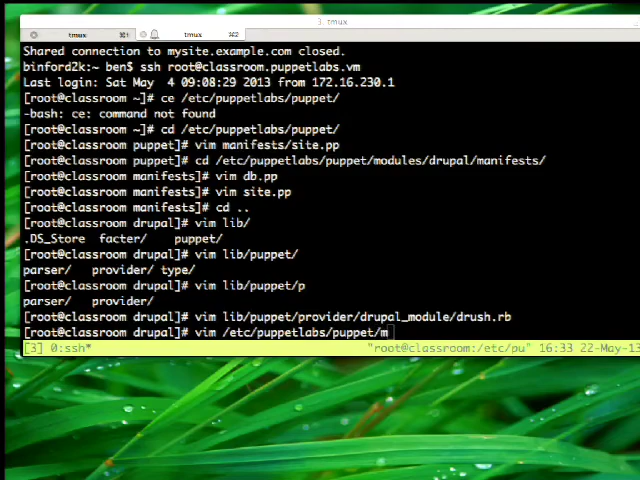 3. tmux
tmux ⌘1 tmux ⌘2
Shared connection to mysite.example.com closed.
binford2k:~ ben$ ssh root@classroom.puppetlabs.vm
Last login: Sat May  4 09:08:29 2013 from 172.16.230.1
[root@classroom ~]# ce /etc/puppetlabs/puppet/
-bash: ce: command not found
[root@classroom ~]# cd /etc/puppetlabs/puppet/
[root@classroom puppet]# vim manifests/site.pp
[root@classroom puppet]# cd /etc/puppetlabs/puppet/modules/drupal/manifests/
[root@classroom manifests]# vim db.pp
[root@classroom manifests]# vim site.pp
[root@classroom manifests]# cd ..
[root@classroom drupal]# vim lib/
.DS_Store  facter/    puppet/
[root@classroom drupal]# vim lib/puppet/
parser/   provider/ type/
[root@classroom drupal]# vim lib/puppet/p
parser/   provider/
[root@classroom drupal]# vim lib/puppet/provider/drupal_module/drush.rb
[root@classroom drupal]# vim /etc/puppetlabs/puppet/m
[3] 0:ssh* "root@classroom:/etc/pu" 16:33 22-May-13